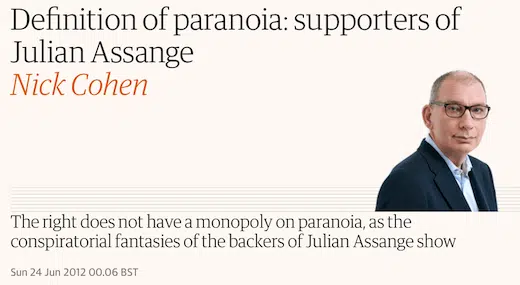 Definition of paranoia: supporters of
Julian Assange
Nick Cohen
The right does not have a monopoly on paranoia, as the
conspiratorial fantasies of the backers of Julian Assange show
Sun 24 Jun 2012 00.06 BST